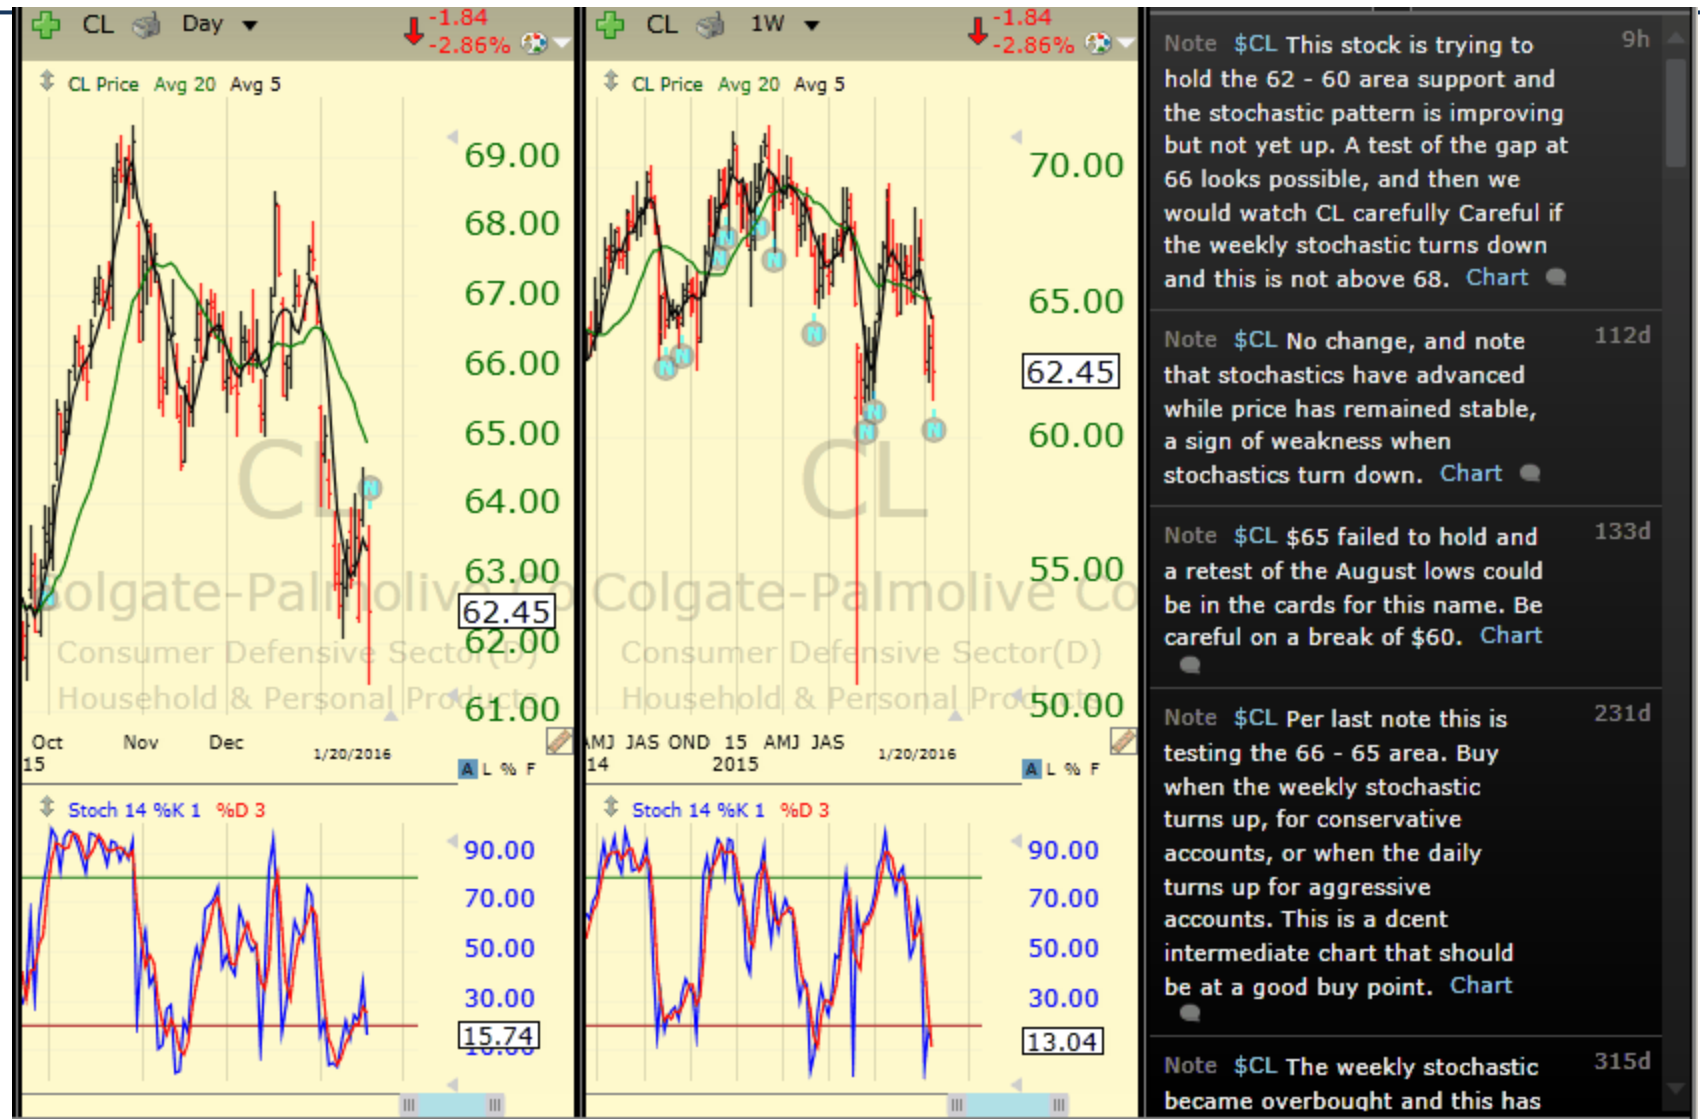 CL Day -1.84
-2.86%
CL Price Avg 20 Avg 5
69.00
68.00
67.00
66.00
65.00
64.00
63.00
62.45
62.00
61.00
CL
Colgate-Palmolive Co
Consumer Defensive Sector(D)
Household & Personal Products
Oct Nov Dec 1/20/2016
15
A L % F
Stoch 14 %K 1 %D 3
90.00
70.00
50.00
30.00
15.74
10.00
CL 1W -1.84
-2.86%
CL Price Avg 20 Avg 5
70.00
65.00
62.45
60.00
55.00
50.00
N N N N N N N N N N
CL
Colgate-Palmolive Co
Consumer Defensive Sector(D)
Household & Personal Products
AMJ JAS OND 15 AMJ JAS 1/20/2016
14 2015
A L % F
Stoch 14 %K 1 %D 3
90.00
70.00
50.00
30.00
13.04
Note $CL This stock is trying to 9h
hold the 62 - 60 area support and
the stochastic pattern is improving
but not yet up. A test of the gap at
66 looks possible, and then we
would watch CL carefully Careful if
the weekly stochastic turns down
and this is not above 68. Chart
Note $CL No change, and note 112d
that stochastics have advanced
while price has remained stable,
a sign of weakness when
stochastics turn down. Chart
Note $CL $65 failed to hold and 133d
a retest of the August lows could
be in the cards for this name. Be
careful on a break of $60. Chart
Note $CL Per last note this is 231d
testing the 66 - 65 area. Buy
when the weekly stochastic
turns up, for conservative
accounts, or when the daily
turns up for aggressive
accounts. This is a dcent
intermediate chart that should
be at a good buy point. Chart
Note $CL The weekly stochastic 315d
became overbought and this has